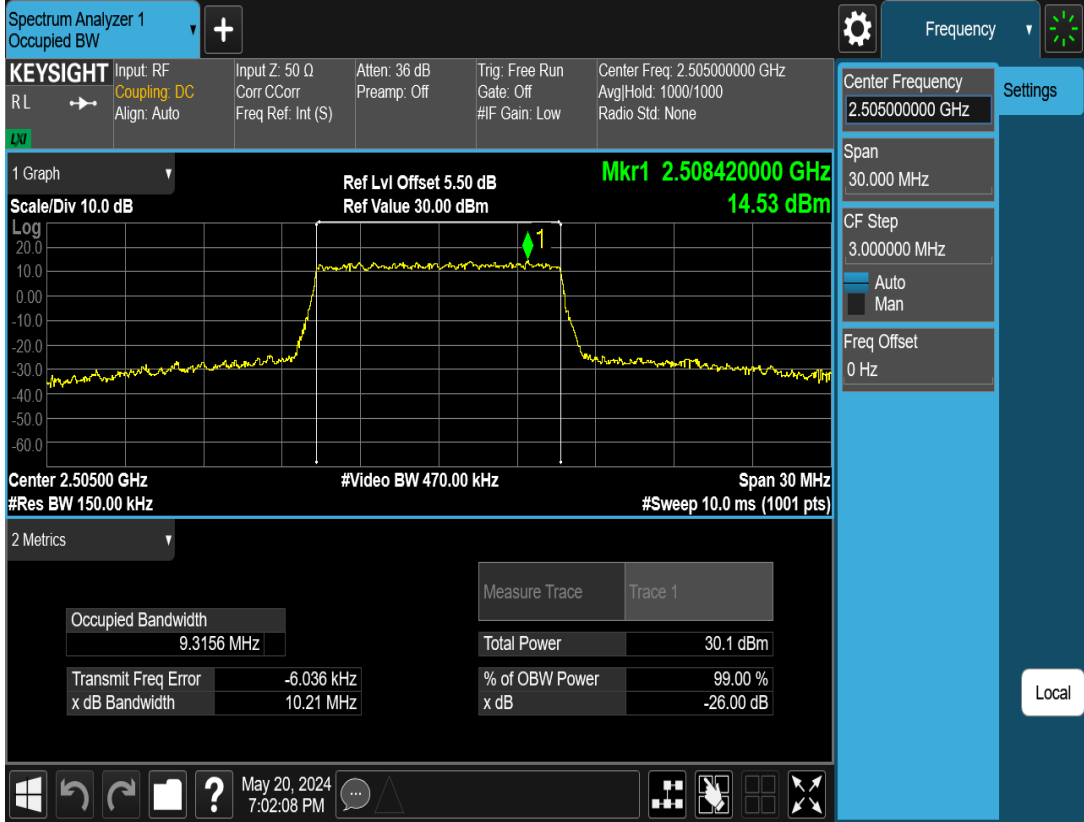 Spectrum Analyzer 1
Occupied BW
+
Frequency
KEYSIGHT
R L
LXI
Input: RF
Coupling: DC
Align: Auto
Input Z: 50 Ω
Corr CCorr
Freq Ref: Int (S)
Atten: 36 dB
Preamp: Off
Trig: Free Run
Gate: Off
#IF Gain: Low
Center Freq: 2.505000000 GHz
Avg|Hold: 1000/1000
Radio Std: None
Center Frequency
2.505000000 GHz
Settings
Span
30.000 MHz
CF Step
3.000000 MHz
Auto
Man
Freq Offset
0 Hz
Local
1 Graph
Scale/Div 10.0 dB
Ref Lvl Offset 5.50 dB
Ref Value 30.00 dBm
Mkr1 2.508420000 GHz
14.53 dBm
Log
20.0
10.0
0.00
-10.0
-20.0
-30.0
-40.0
-50.0
-60.0
1
Center 2.50500 GHz
#Video BW 470.00 kHz
Span 30 MHz
#Res BW 150.00 kHz
#Sweep 10.0 ms (1001 pts)
2 Metrics
Measure Trace
Trace 1
Occupied Bandwidth
9.3156 MHz
Total Power
30.1 dBm
Transmit Freq Error
-6.036 kHz
% of OBW Power
99.00 %
x dB Bandwidth
10.21 MHz
x dB
-26.00 dB
?
May 20, 2024
7:02:08 PM